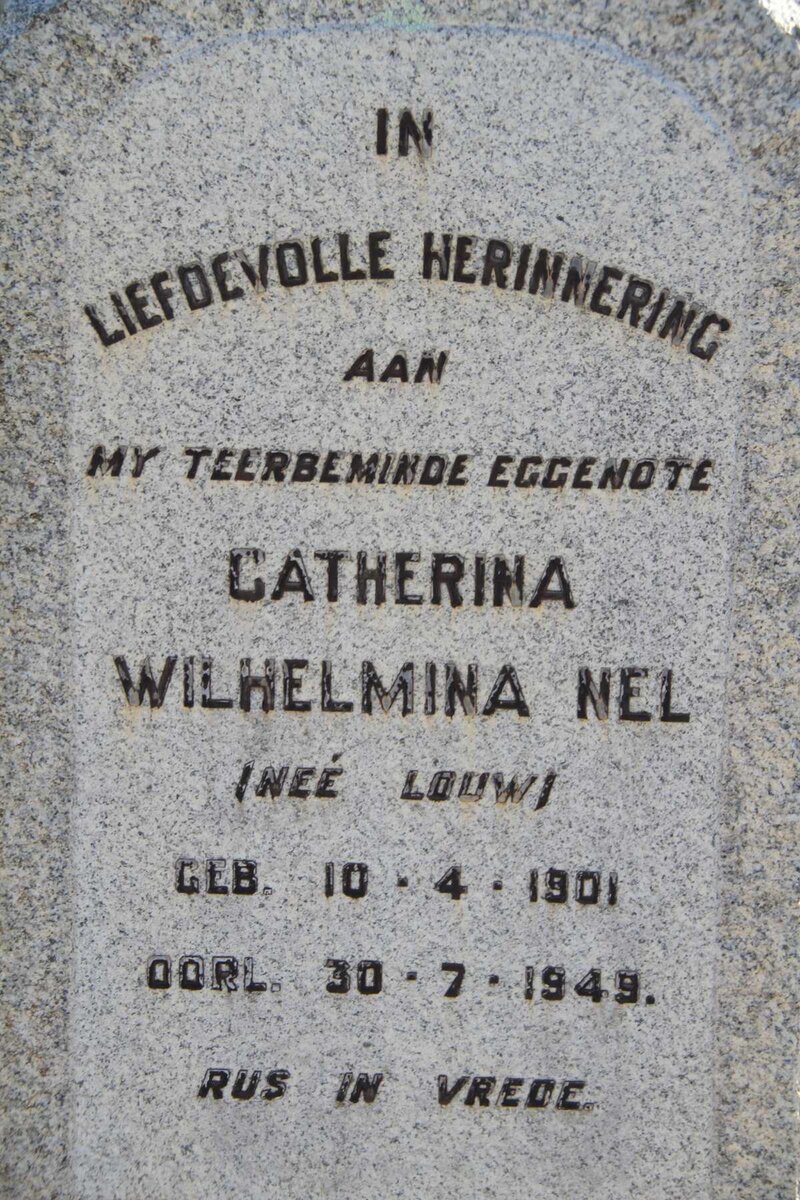 IN
LIEFDEVOLLE HERINNERING
AAN
MY TEERBEMINDE EGGENOTE
CATHERINA
WILHELMINA NEL
(NEÉ LOUW)
GEB. 10 · 4 · 1901
OORL. 30 · 7 · 1949.
RUS IN VREDE.